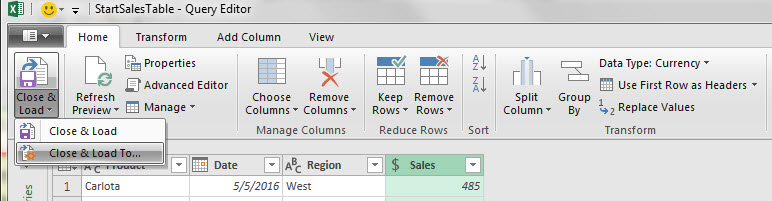 StartSalesTable - Query Editor
Home Transform Add Column View
Close & Load
Refresh Preview
Properties
Advanced Editor
Manage
Choose Columns
Remove Columns
Manage Columns
Keep Rows
Remove Rows
Reduce Rows
A Z
Z A
Sort
Split Column
Group By
Data Type: Currency
Use First Row as Headers
1 2 Replace Values
Transform
Close & Load
Close & Load To...
Product Date ABC Region $ Sales
1 Carlota 5/5/2016 West 485